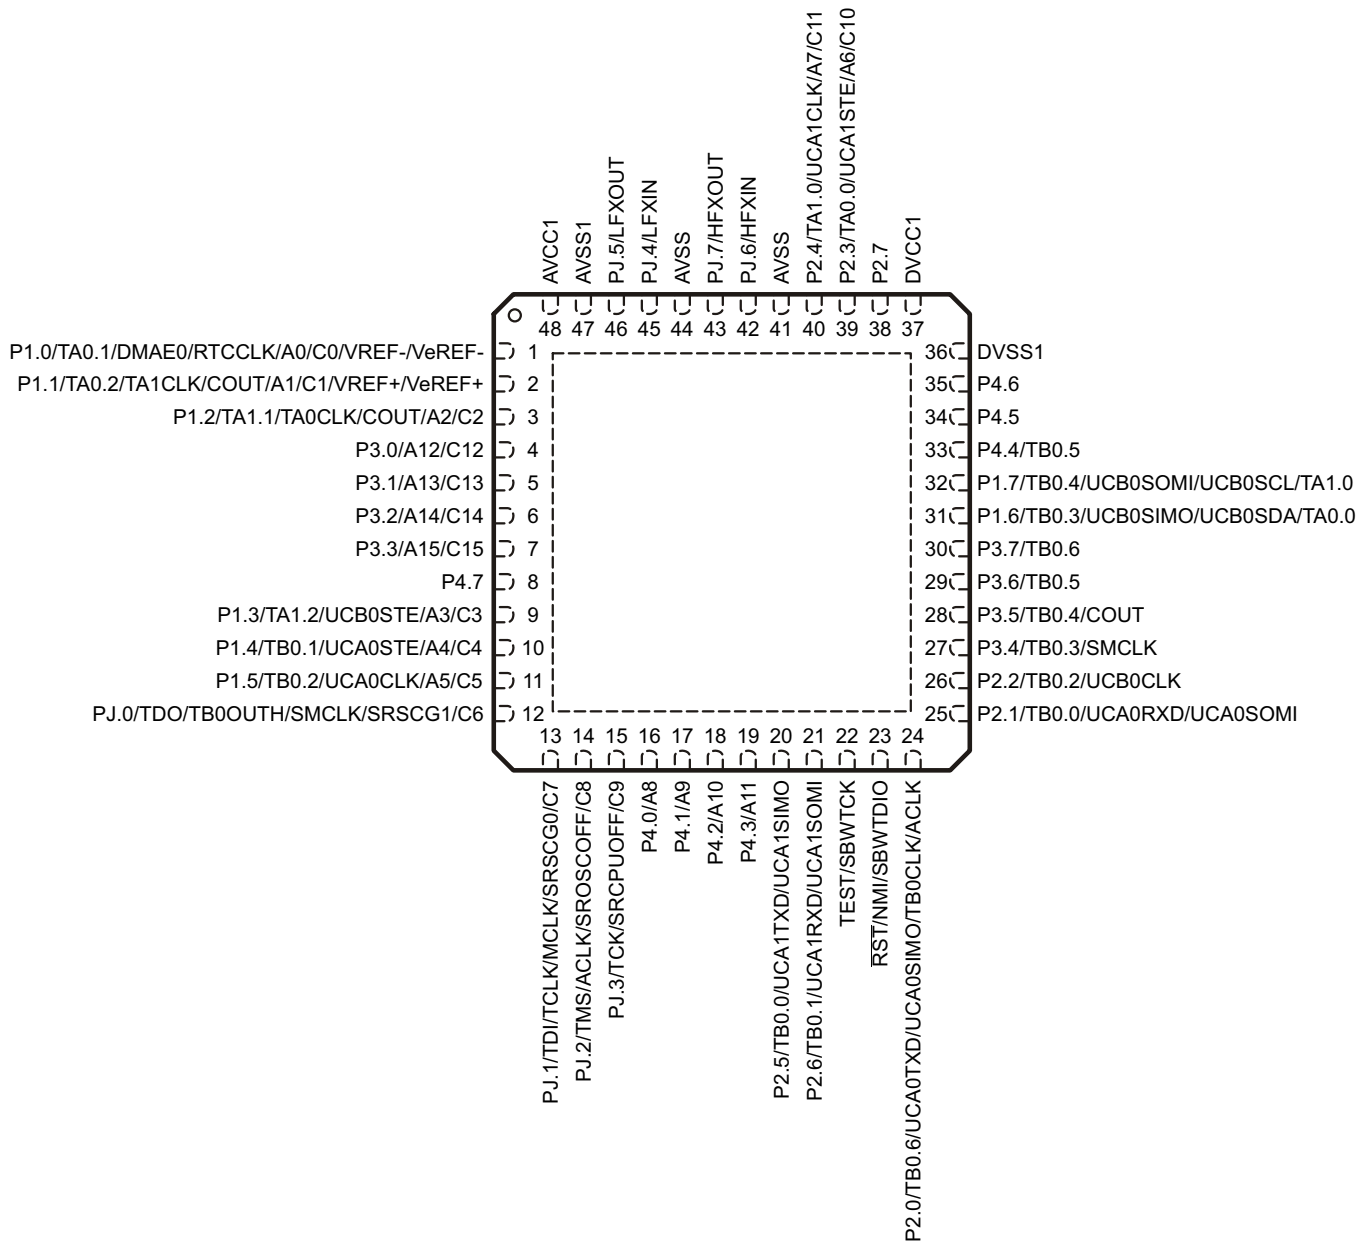 P2.4/TA1.0/UCA1CLK/A7/C11
P2.3/TA0.0/UCA1STE/A6/C10
AVCC1
AVSS1
PJ.5/LFXOUT
PJ.4/LFXIN
AVSS
PJ.7/HFXOUT
PJ.6/HFXIN
AVSS
P2.7
DVCC1
48 47 46 45 44 43 42 41 40 39 38 37
P1.0/TA0.1/DMAE0/RTCCLK/A0/C0/VREF-/VeREF- 1
36 DVSS1
P1.1/TA0.2/TA1CLK/COUT/A1/C1/VREF+/VeREF+ 2
35 P4.6
P1.2/TA1.1/TA0CLK/COUT/A2/C2 3
34 P4.5
P3.0/A12/C12 4
33 P4.4/TB0.5
P3.1/A13/C13 5
32 P1.7/TB0.4/UCB0SOMI/UCB0SCL/TA1.0
P3.2/A14/C14 6
31 P1.6/TB0.3/UCB0SIMO/UCB0SDA/TA0.0
P3.3/A15/C15 7
30 P3.7/TB0.6
P4.7 8
29 P3.6/TB0.5
P1.3/TA1.2/UCB0STE/A3/C3 9
28 P3.5/TB0.4/COUT
P1.4/TB0.1/UCA0STE/A4/C4 10
27 P3.4/TB0.3/SMCLK
P1.5/TB0.2/UCA0CLK/A5/C5 11
26 P2.2/TB0.2/UCB0CLK
PJ.0/TDO/TB0OUTH/SMCLK/SRSCG1/C6 12
25 P2.1/TB0.0/UCA0RXD/UCA0SOMI
13 14 15 16 17 18 19 20 21 22 23 24
PJ.1/TDI/TCLK/MCLK/SRSCG0/C7
PJ.2/TMS/ACLK/SROSCOFF/C8
PJ.3/TCK/SRCPUOFF/C9
P4.0/A8
P4.1/A9
P4.2/A10
P4.3/A11
P2.5/TB0.0/UCA1TXD/UCA1SIMO
P2.6/TB0.1/UCA1RXD/UCA1SOMI
TEST/SBWTCK
RST/NMI/SBWTDIO
P2.0/TB0.6/UCA0TXD/UCA0SIMO/TB0CLK/ACLK